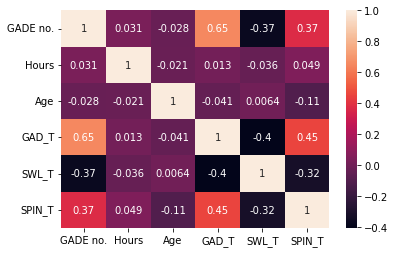 GADE no. 1 0.031 -0.028 0.65 -0.37 0.37
Hours 0.031 1 -0.021 0.013 -0.036 0.049
Age -0.028 -0.021 1 -0.041 0.0064 -0.11
GAD_T 0.65 0.013 -0.041 1 -0.4 0.45
SWL_T -0.37 -0.036 0.0064 -0.4 1 -0.32
SPIN_T 0.37 0.049 -0.11 0.45 -0.32 1
GADE no. Hours Age GAD_T SWL_T SPIN_T
1.0
0.8
0.6
0.4
0.2
0.0
-0.2
-0.4